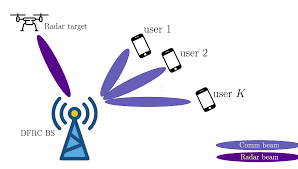 Radar target
user 1
user 2
user K
DFRC BS
Comm beam
Radar beam